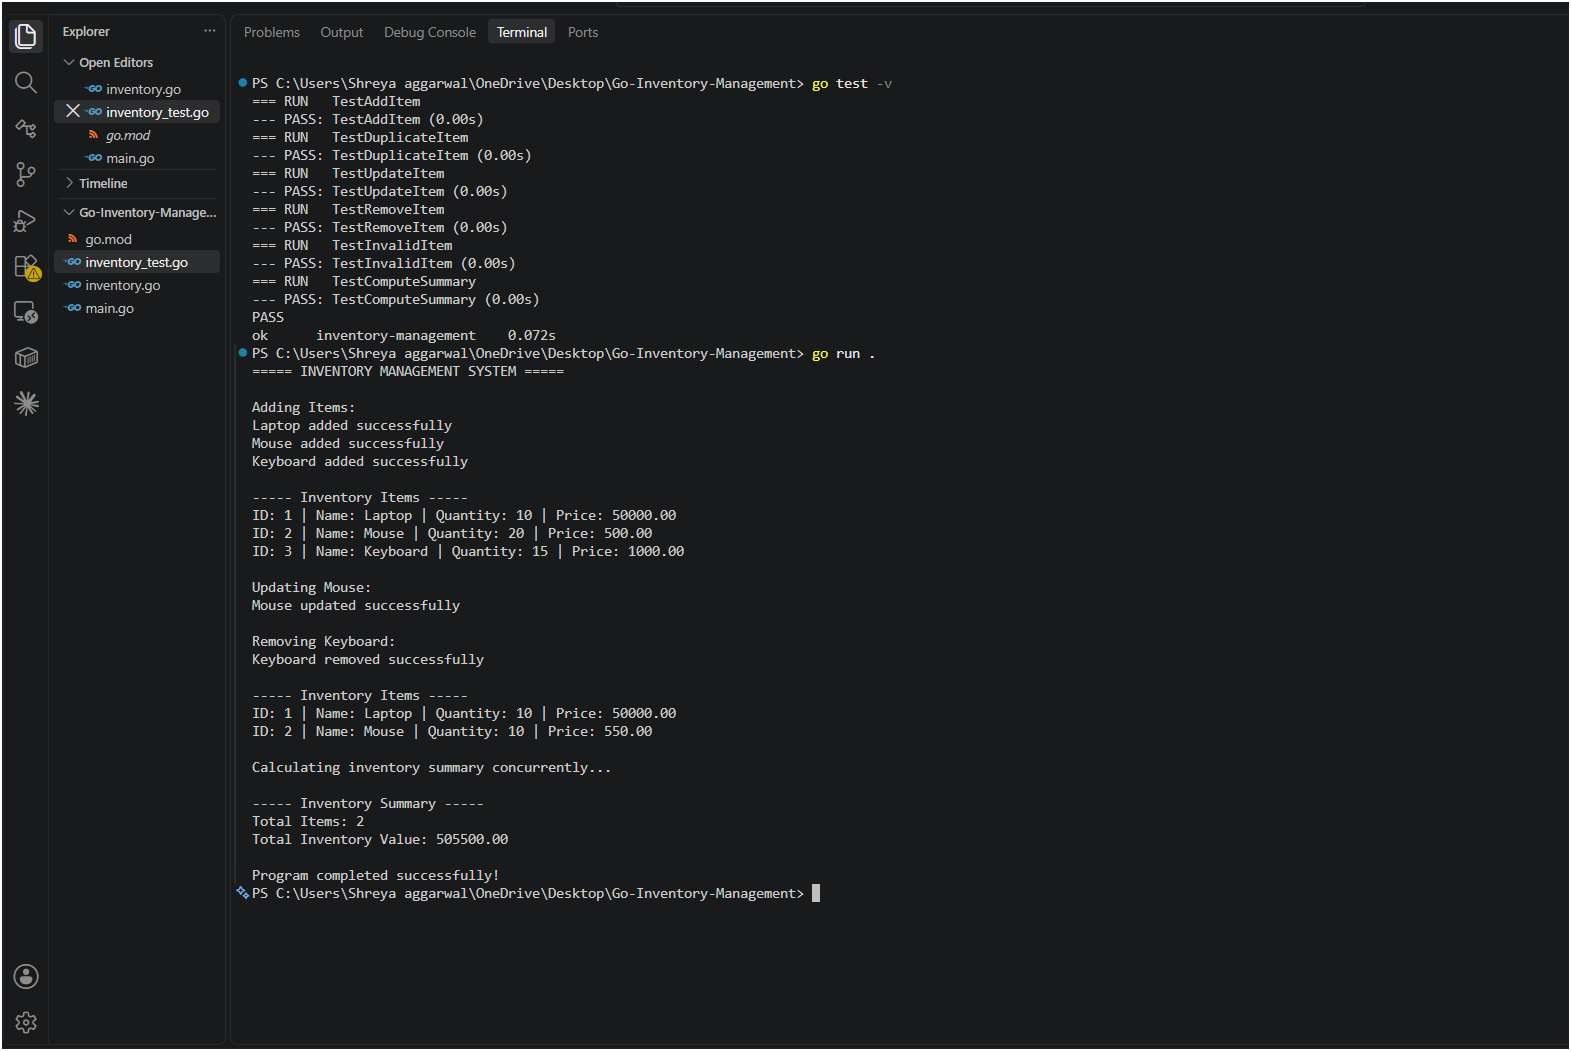 Explorer
Open Editors
inventory.go
inventory_test.go
go.mod
main.go
Timeline
Go-Inventory-Manage...
go.mod
inventory_test.go
inventory.go
main.go
Problems Output Debug Console Terminal Ports
PS C:\Users\Shreya aggarwal\OneDrive\Desktop\Go-Inventory-Management> go test -v
=== RUN   TestAddItem
--- PASS: TestAddItem (0.00s)
=== RUN   TestDuplicateItem
--- PASS: TestDuplicateItem (0.00s)
=== RUN   TestUpdateItem
--- PASS: TestUpdateItem (0.00s)
=== RUN   TestRemoveItem
--- PASS: TestRemoveItem (0.00s)
=== RUN   TestInvalidItem
--- PASS: TestInvalidItem (0.00s)
=== RUN   TestComputeSummary
--- PASS: TestComputeSummary (0.00s)
PASS
ok      inventory-management    0.072s
PS C:\Users\Shreya aggarwal\OneDrive\Desktop\Go-Inventory-Management> go run .
===== INVENTORY MANAGEMENT SYSTEM =====
Adding Items:
Laptop added successfully
Mouse added successfully
Keyboard added successfully
----- Inventory Items -----
ID: 1 | Name: Laptop | Quantity: 10 | Price: 50000.00
ID: 2 | Name: Mouse | Quantity: 20 | Price: 500.00
ID: 3 | Name: Keyboard | Quantity: 15 | Price: 1000.00
Updating Mouse:
Mouse updated successfully
Removing Keyboard:
Keyboard removed successfully
----- Inventory Items -----
ID: 1 | Name: Laptop | Quantity: 10 | Price: 50000.00
ID: 2 | Name: Mouse | Quantity: 10 | Price: 550.00
Calculating inventory summary concurrently...
----- Inventory Summary -----
Total Items: 2
Total Inventory Value: 505500.00
Program completed successfully!
PS C:\Users\Shreya aggarwal\OneDrive\Desktop\Go-Inventory-Management>